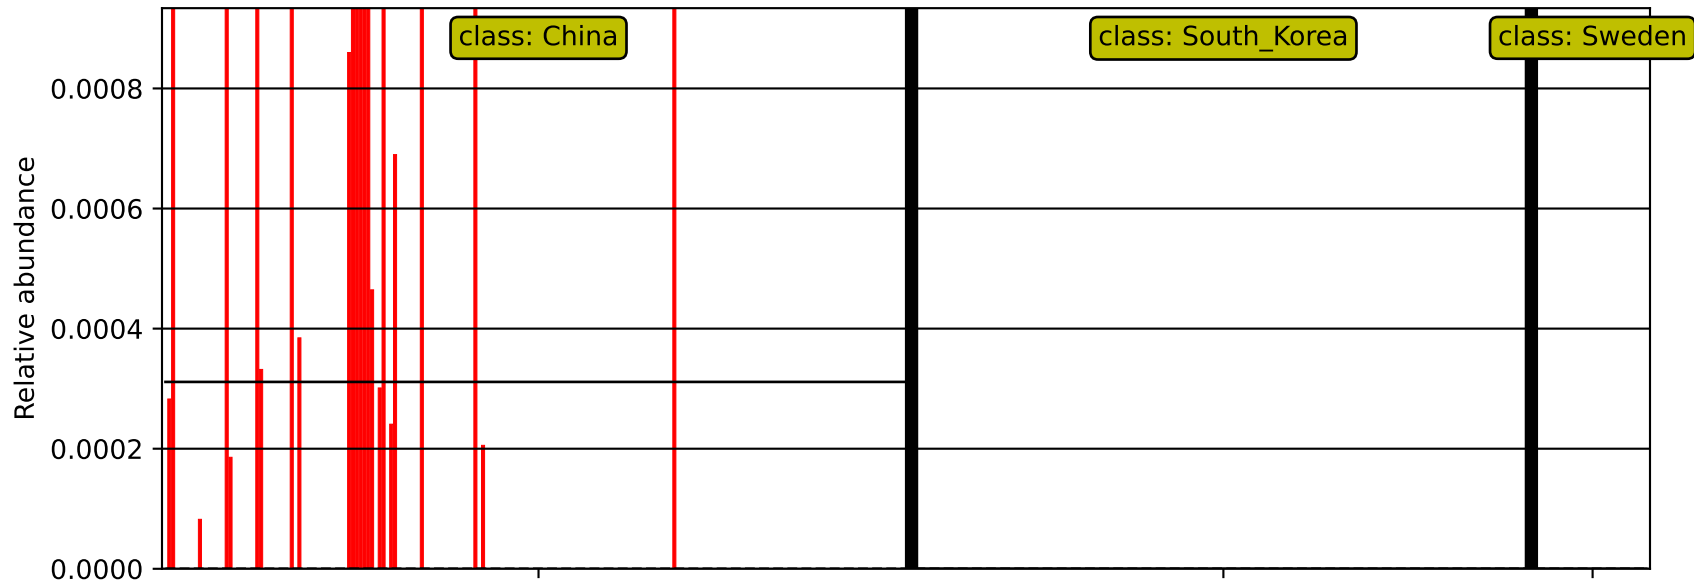 class: China
class: South_Korea
class: Sweden
Relative abundance
0.0008
0.0006
0.0004
0.0002
0.0000